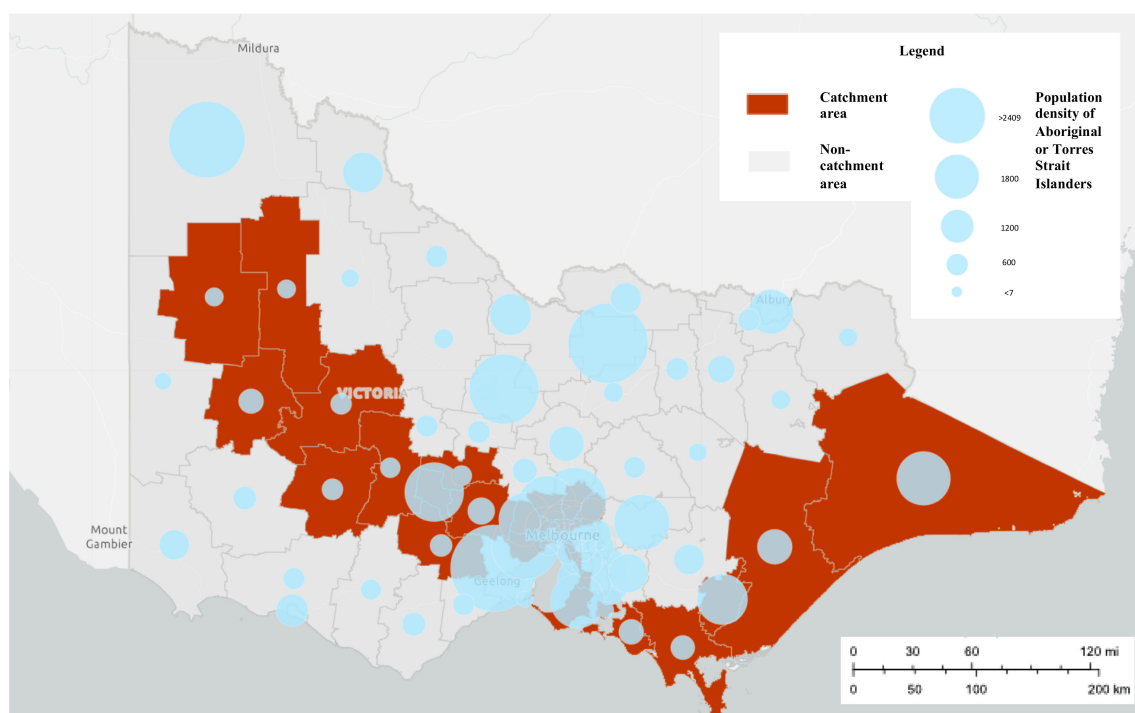 Mildura
Legend
Catchment
area
Non-
catchment
area
>2409
1800
1200
600
<7
Population
density of
Aboriginal
or Torres
Strait
Islanders
Albury
VICTORIA
Mount
Gambier
Melbourne
Geelong
0 30 60 120 mi
0 50 100 200 km